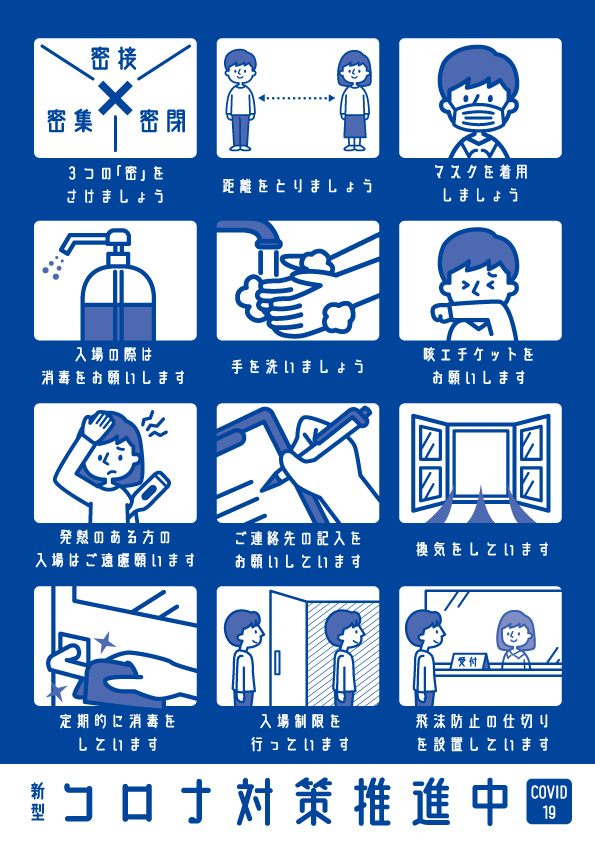 密接
密集 密閉
3つの「密」を
さけましょう
距離をとりましょう
マスクを着用
しましょう
入場の際は
消毒をお願いします
手を洗いましょう
咳エチケットを
お願いします
発熱のある方の
入場はご遠慮願います
ご連絡先の記入を
お願いしています
換気をしています
定期的に消毒を
しています
入場制限を
行っています
受付
飛沫防止の仕切り
を設置しています
新型 コロナ対策推進中
COVID
19